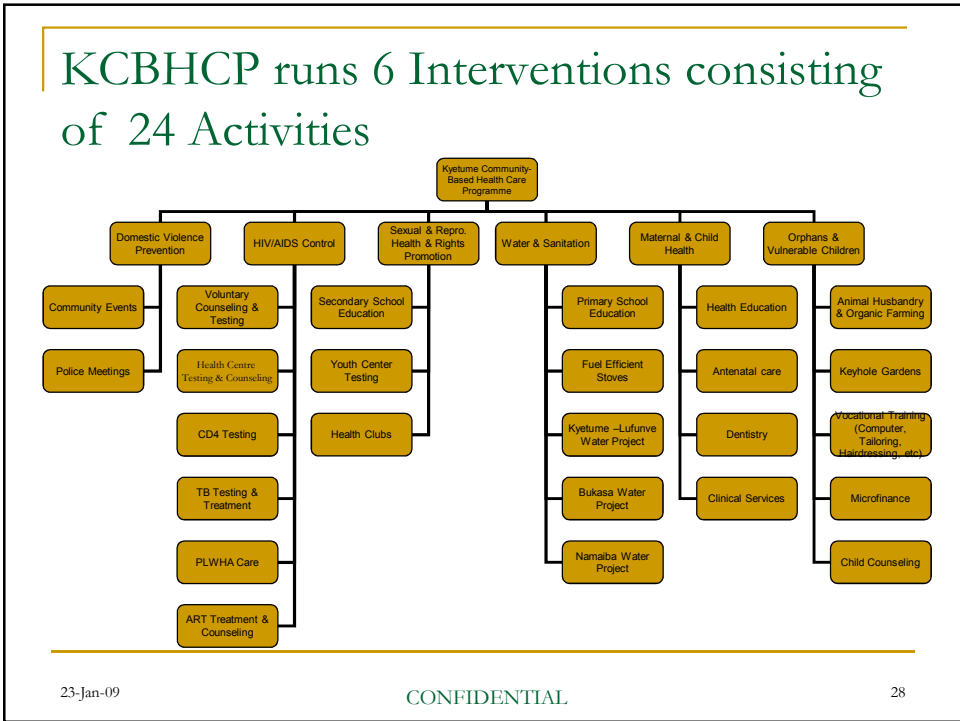 KCBHCP runs 6 Interventions consisting
of 24 Activities
Kyetume Community-
Based Health Care
Programme
Domestic Violence
Prevention
Community Events
Police Meetings
HIV/AIDS Control
Voluntary
Counseling &
Testing
Health Centre
Testing & Counseling
CD4 Testing
TB Testing &
Treatment
PLWHA Care
ART Treatment &
Counseling
Sexual & Repro.
Health & Rights
Promotion
Secondary School
Education
Youth Center
Testing
Health Clubs
Water & Sanitation
Primary School
Education
Fuel Efficient
Stoves
Kyetume –Lufunve
Water Project
Bukasa Water
Project
Namaiba Water
Project
Maternal & Child
Health
Health Education
Antenatal care
Dentistry
Clinical Services
Orphans &
Vulnerable Children
Animal Husbandry
& Organic Farming
Keyhole Gardens
Vocational Training
(Computer,
Tailoring,
Hairdressing, etc)
Microfinance
Child Counseling
23-Jan-09
CONFIDENTIAL
28